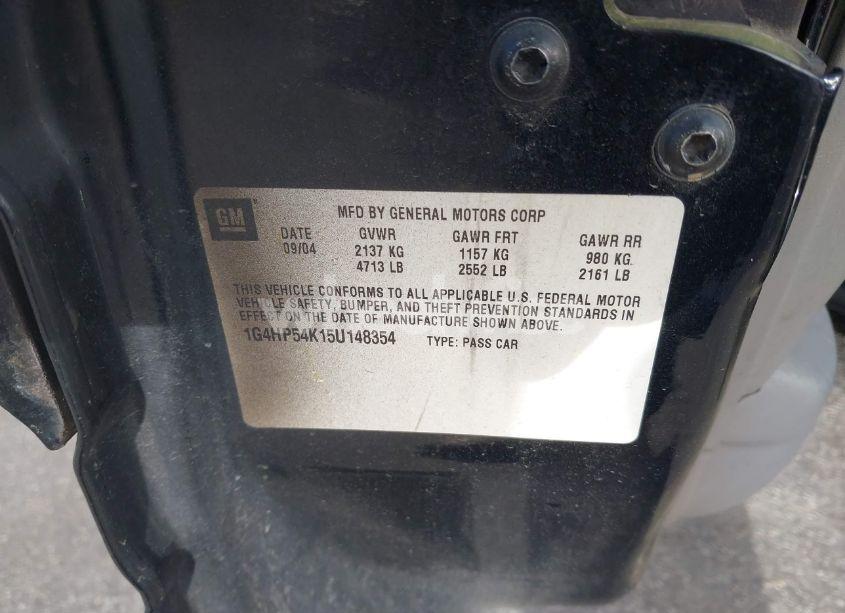 GM
MFD BY GENERAL MOTORS CORP
DATE GVWR GAWR FRT GAWR RR
09/04 2137 KG 1157 KG 980 KG
4713 LB 2552 LB 2161 LB
THIS VEHICLE CONFORMS TO ALL APPLICABLE U.S. FEDERAL MOTOR
VEHICLE SAFETY, BUMPER, AND THEFT PREVENTION STANDARDS IN
EFFECT ON THE DATE OF MANUFACTURE SHOWN ABOVE.
1G4HP54K15U148354 TYPE: PASS CAR